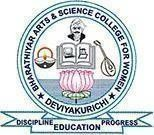 BHARATHIYAR ARTS & SCIENCE COLLEGE FOR WOMEN
DEVIYAKURICHI
DISCIPLINE EDUCATION PROGRESS